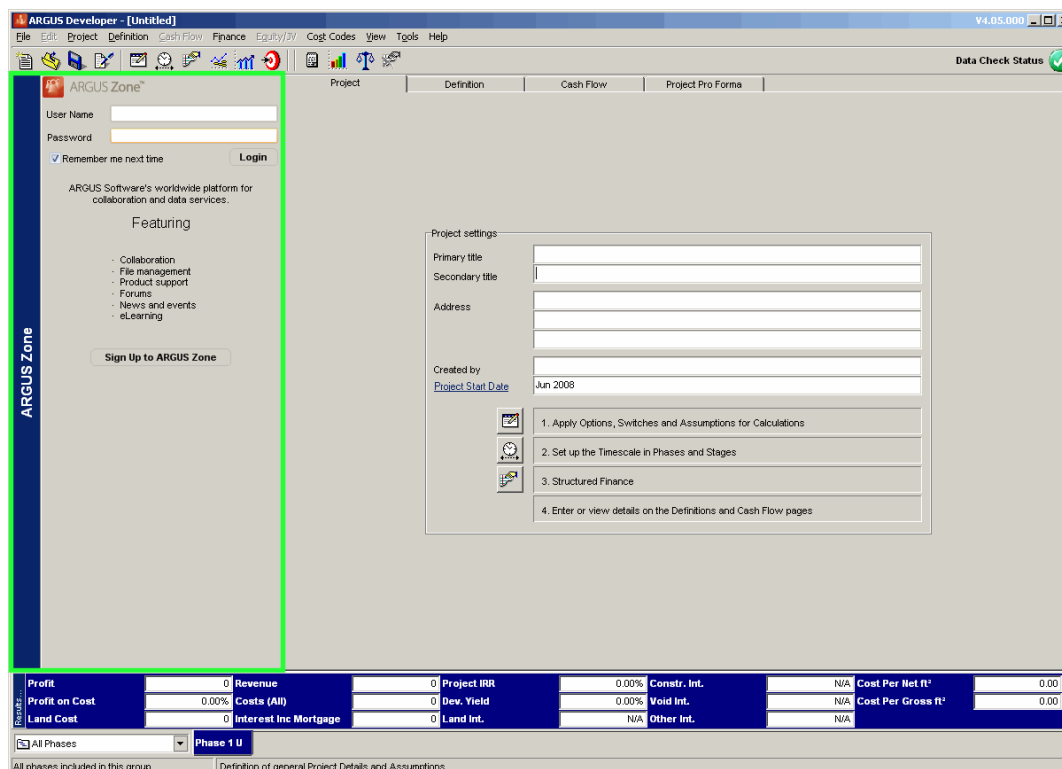 ARGUS Developer - [Untitled]
V4.05.000
File Edit Project Definition Cash Flow Finance Equity/JV Cost Codes View Tools Help
Data Check Status
ARGUS Zone™
Project
Definition
Cash Flow
Project Pro Forma
User Name
Password
Remember me next time
Login
ARGUS Software's worldwide platform for
collaboration and data services.
Featuring
· Collaboration
· File management
· Product support
· Forums
· News and events
· eLearning
Sign Up to ARGUS Zone
ARGUS Zone
Project settings
Primary title
Secondary title
Address
Created by
Project Start Date Jun 2008
1. Apply Options, Switches and Assumptions for Calculations
2. Set up the Timescale in Phases and Stages
3. Structured Finance
4. Enter or view details on the Definitions and Cash Flow pages
Results...
Profit 0 Revenue 0 Project IRR 0.00% Constr. Int. N/A Cost Per Net ft² 0.00
Profit on Cost 0.00% Costs (All) 0 Dev. Yield 0.00% Void Int. N/A Cost Per Gross ft² 0.00
Land Cost 0 Interest Inc Mortgage 0 Land Int. N/A Other Int. N/A
All Phases
Phase 1 U
All phases included in this group
Definition of general Project Details and Assumptions